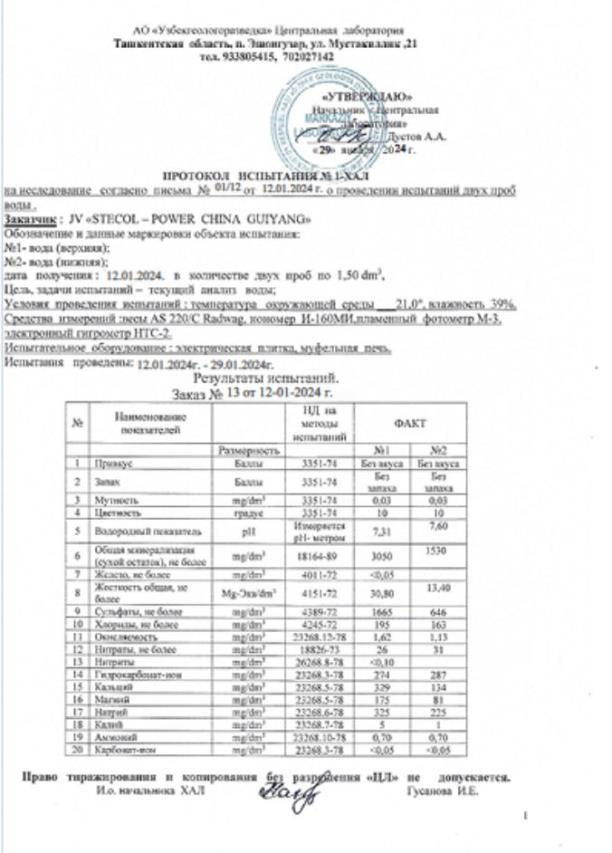 АО «Узбекгеологоразведка» Центральная лаборатория
Ташкентская область, п. Эшонгузар, ул. Мустакиллик ,21
тел. 933805415, 702027142
«УТВЕРЖДАЮ»
Начальник «Центральная
лаборатория»
Дустов А.А.
«29» января 2024 г.
ПРОТОКОЛ ИСПЫТАНИЯ № 1-ХАЛ
на исследование согласно письма № 01/12 от 12.01.2024 г. о проведении испытаний двух проб
воды .
Заказчик : JV «STECOL – POWER CHINA GUIYANG»
Обозначение и данные маркировки объекта испытания:
№1- вода (верхняя);
№2- вода (нижняя);
дата получения : 12.01.2024. в количестве двух проб по 1,50 dm³,
Цель, задачи испытаний – текущий анализ воды;
Условия проведения испытаний : температура окружающей среды ___21,0°, влажность 39%.
Средства измерений :весы AS 220/C Radwag, иономер И-160МИ,пламенный фотометр М-3,
электронный гигрометр НТС-2.
Испытательное оборудование : электрическая плитка, муфельная печь.
Испытания проведены: 12.01.2024г. - 29.01.2024г.
Результаты испытаний.
Заказ № 13 от 12-01-2024 г.
№ Наименование показателей НД на методы испытаний ФАКТ
Размерность №1 №2
1 Привкус Баллы 3351-74 Без вкуса Без вкуса
2 Запах Баллы 3351-74 Без запаха Без запаха
3 Мутность mg/dm³ 3351-74 0,03 0,03
4 Цветность градус 3351-74 10 10
5 Водородный показатель pH Измеряется pH- метром 7,31 7,60
6 Общая минерализация (сухой остаток), не более mg/dm³ 18164-89 3050 1530
7 Железо, не более mg/dm³ 4011-72 <0,05
8 Жесткость общая, не более Mg-Экв/dm³ 4151-72 30,80 13,40
9 Сульфаты, не более mg/dm³ 4389-72 1665 646
10 Хлориды, не более mg/dm³ 4245-72 195 163
11 Окисляемость mg/dm³ 23268.12-78 1,62 1,13
12 Нитраты, не более mg/dm³ 18826-73 26 31
13 Нитриты mg/dm³ 26268.8-78 <0,10
14 Гидрокарбонат-ион mg/dm³ 23268.3-78 274 287
15 Кальций mg/dm³ 23268.5-78 329 134
16 Магний mg/dm³ 23268.5-78 175 81
17 Натрий mg/dm³ 23268.6-78 325 225
18 Калий mg/dm³ 23268.7-78 5 1
19 Аммоний mg/dm³ 23268.10-78 0,70 0,70
20 Карбонат-ион mg/dm³ 23268.3-78 <0,05 <0,05
Право тиражирования и копирования без разрешения «ЦЛ» не допускается.
И.о. начальника ХАЛ Гусанова И.Е.
1